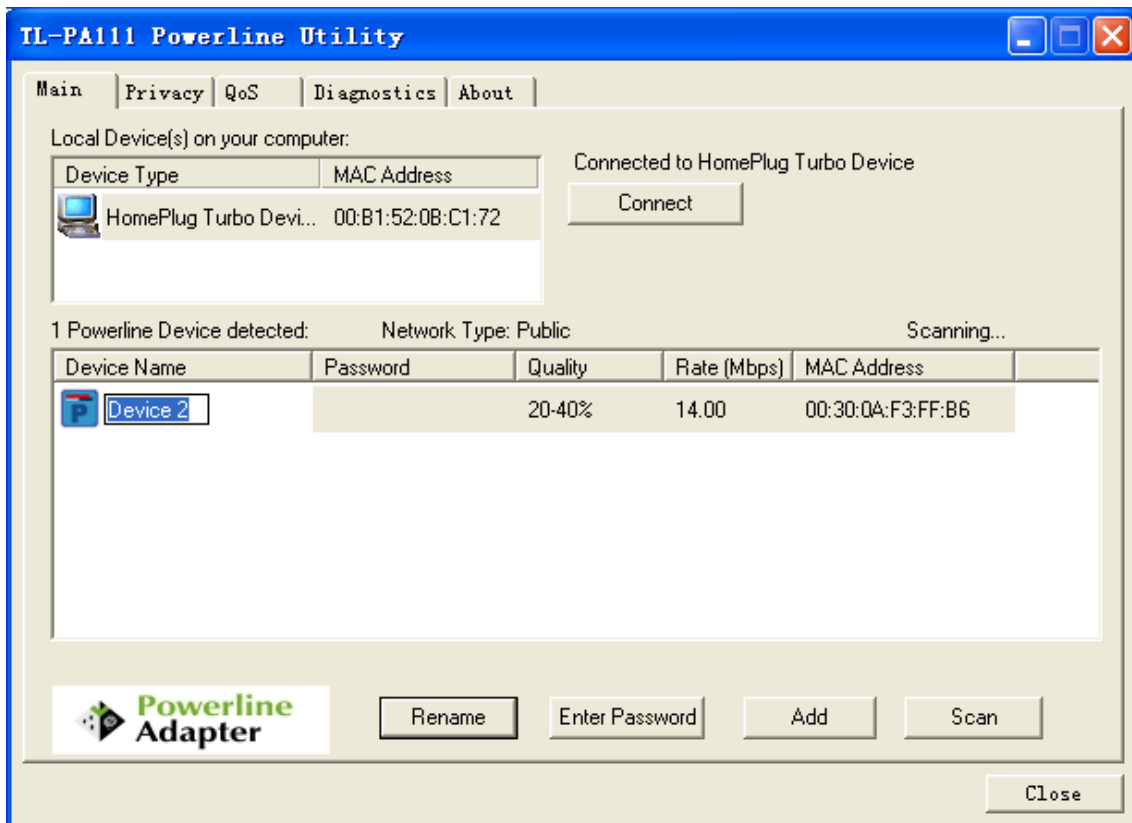 TL-PA111 Powerline Utility
Main Privacy QoS Diagnostics About
Local Device(s) on your computer:
Device Type MAC Address
HomePlug Turbo Devi... 00:B1:52:0B:C1:72
Connected to HomePlug Turbo Device
Connect
1 Powerline Device detected: Network Type: Public Scanning...
Device Name Password Quality Rate (Mbps) MAC Address
P Device 2 20-40% 14.00 00:30:0A:F3:FF:B6
Powerline
Adapter
Rename Enter Password Add Scan
Close